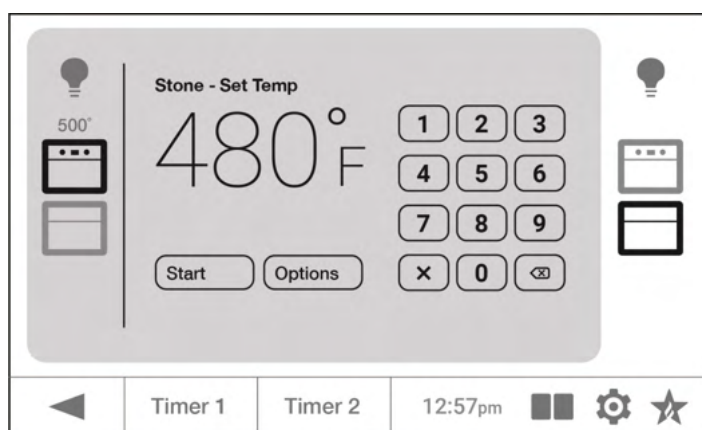 Stone - Set Temp
500°
480°F
1 2 3
4 5 6
7 8 9
× 0
Start Options
Timer 1 Timer 2 12:57pm